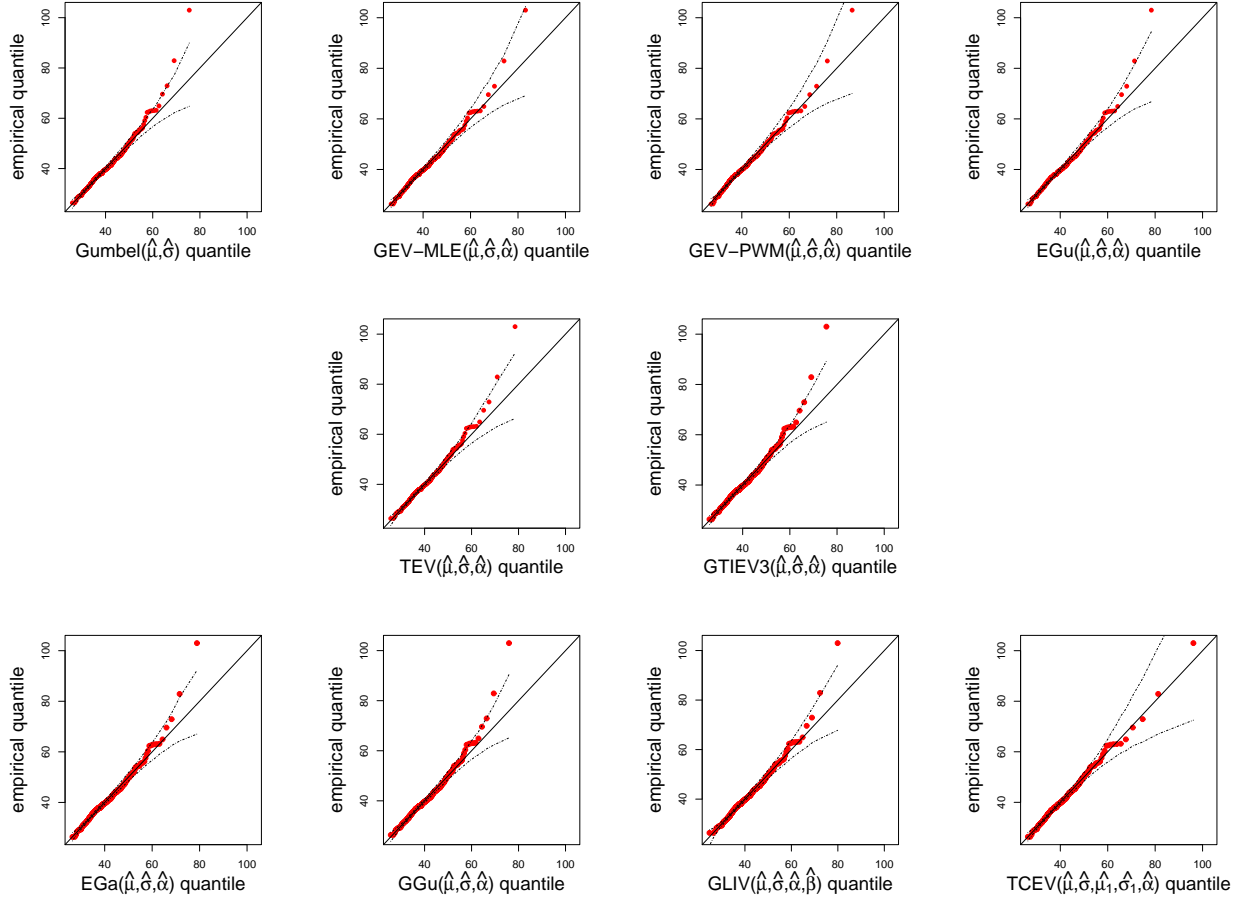 empirical quantile
40 60 80 100
40 60 80 100
Gumbel(μ̂,σ̂) quantile
empirical quantile
40 60 80 100
40 60 80 100
GEV−MLE(μ̂,σ̂,α̂) quantile
empirical quantile
40 60 80 100
40 60 80 100
GEV−PWM(μ̂,σ̂,α̂) quantile
empirical quantile
40 60 80 100
40 60 80 100
EGu(μ̂,σ̂,α̂) quantile
empirical quantile
40 60 80 100
40 60 80 100
TEV(μ̂,σ̂,α̂) quantile
empirical quantile
40 60 80 100
40 60 80 100
GTIEV3(μ̂,σ̂,α̂) quantile
empirical quantile
40 60 80 100
40 60 80 100
EGa(μ̂,σ̂,α̂) quantile
empirical quantile
40 60 80 100
40 60 80 100
GGu(μ̂,σ̂,α̂) quantile
empirical quantile
40 60 80 100
40 60 80 100
GLIV(μ̂,σ̂,α̂,β̂) quantile
empirical quantile
40 60 80 100
40 60 80 100
TCEV(μ̂,σ̂,μ̂₁,σ̂₁,α̂) quantile